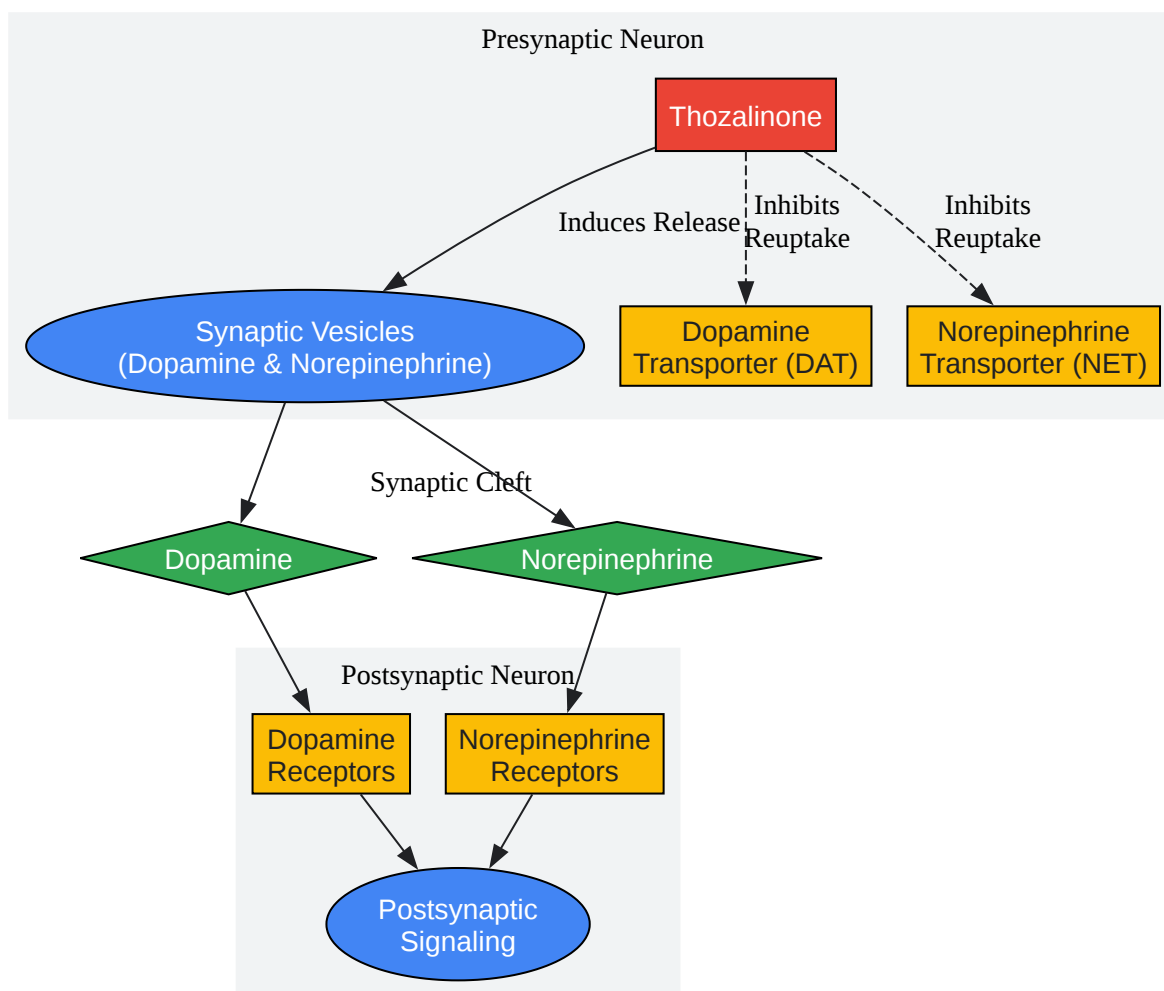 Presynaptic Neuron
Thozalinone
Induces Release
Inhibits
Reuptake
Inhibits
Reuptake
Synaptic Vesicles
(Dopamine & Norepinephrine)
Dopamine
Transporter (DAT)
Norepinephrine
Transporter (NET)
Synaptic Cleft
Dopamine
Norepinephrine
Postsynaptic Neuron
Dopamine
Receptors
Norepinephrine
Receptors
Postsynaptic
Signaling